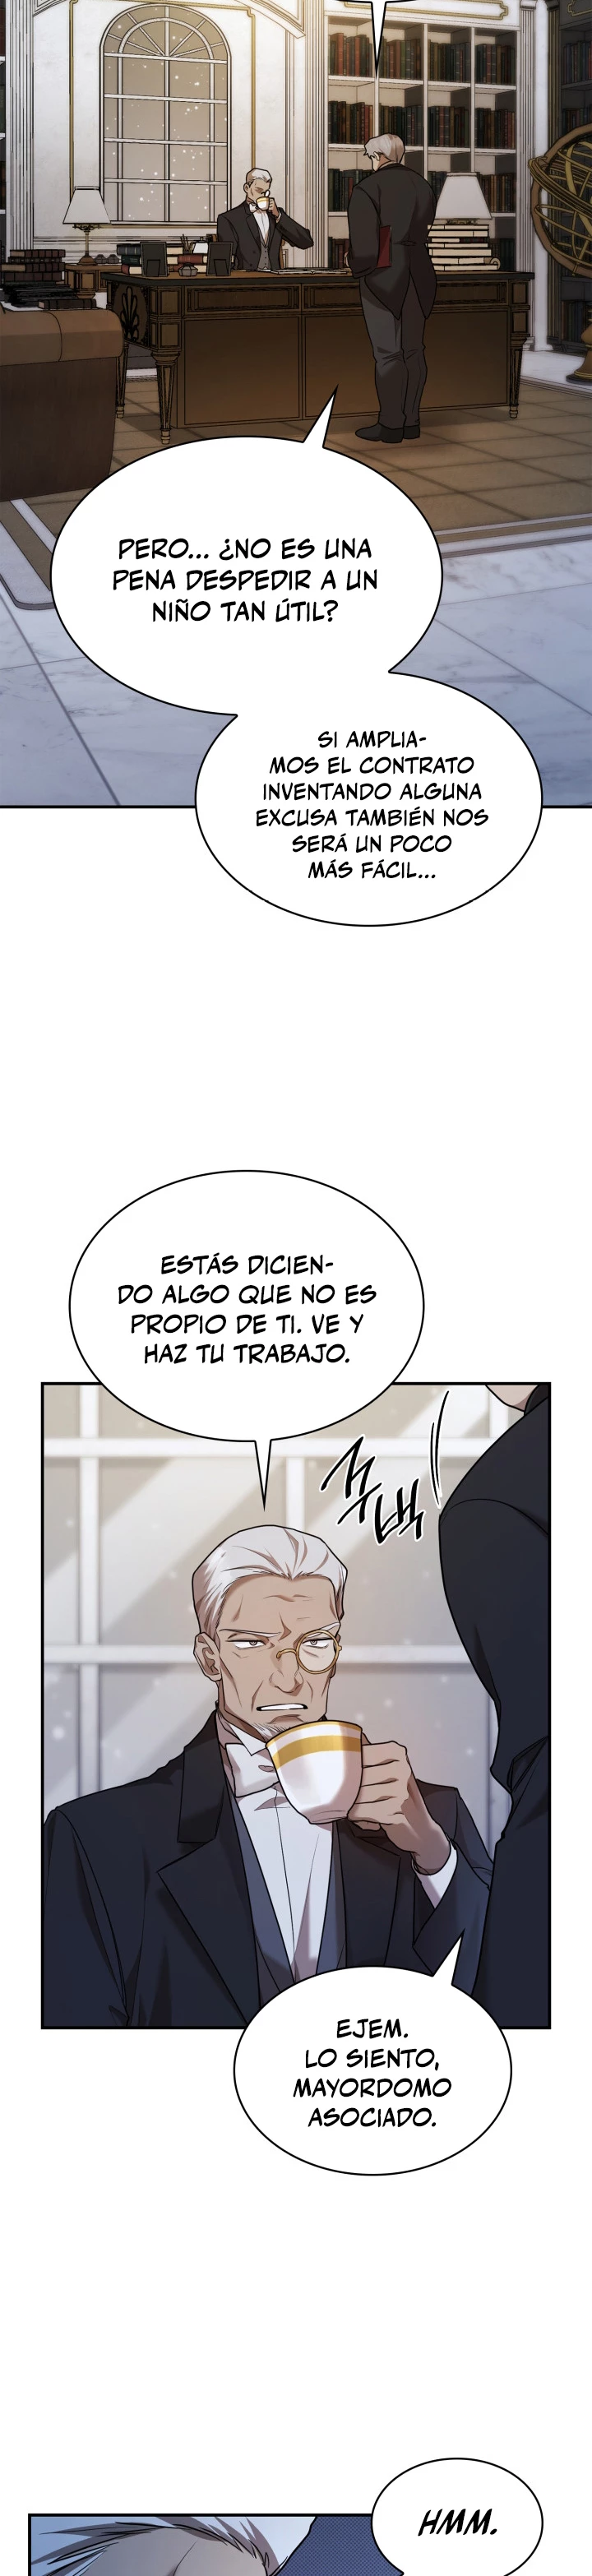 PERO... ¿NO ES UNA
PENA DESPEDIR A UN
NIÑO TAN ÚTIL?
SI AMPLIA-
MOS EL CONTRATO
INVENTANDO ALGUNA
EXCUSA TAMBIÉN NOS
SERÁ UN POCO
MÁS FÁCIL...
ESTÁS DICIEN-
DO ALGO QUE NO ES
PROPIO DE TI. VE Y
HAZ TU TRABAJO.
EJEM.
LO SIENTO,
MAYORDOMO
ASOCIADO.
HMM.